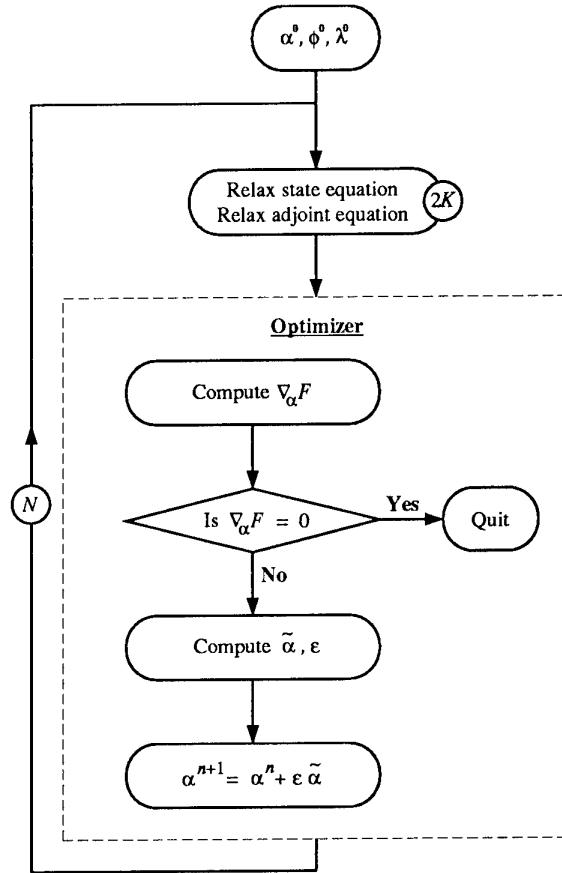 α⁰, ϕ⁰, λ⁰
Relax state equation
Relax adjoint equation
2K
Optimizer
Compute ∇αF
Is ∇αF = 0
Yes
Quit
N
No
Compute α̃, ε
αⁿ⁺¹ = αⁿ + ε α̃